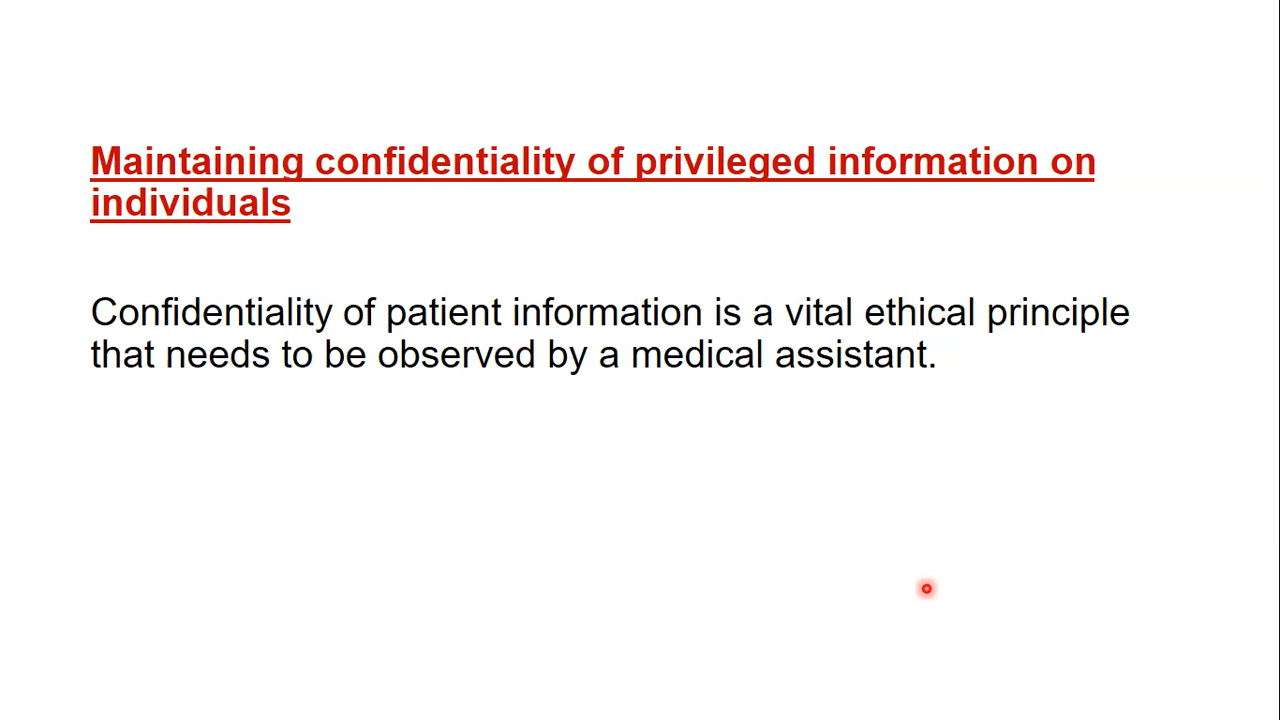 Maintaining confidentiality of privileged information on
individuals
Confidentiality of patient information is a vital ethical principle
that needs to be observed by a medical assistant.